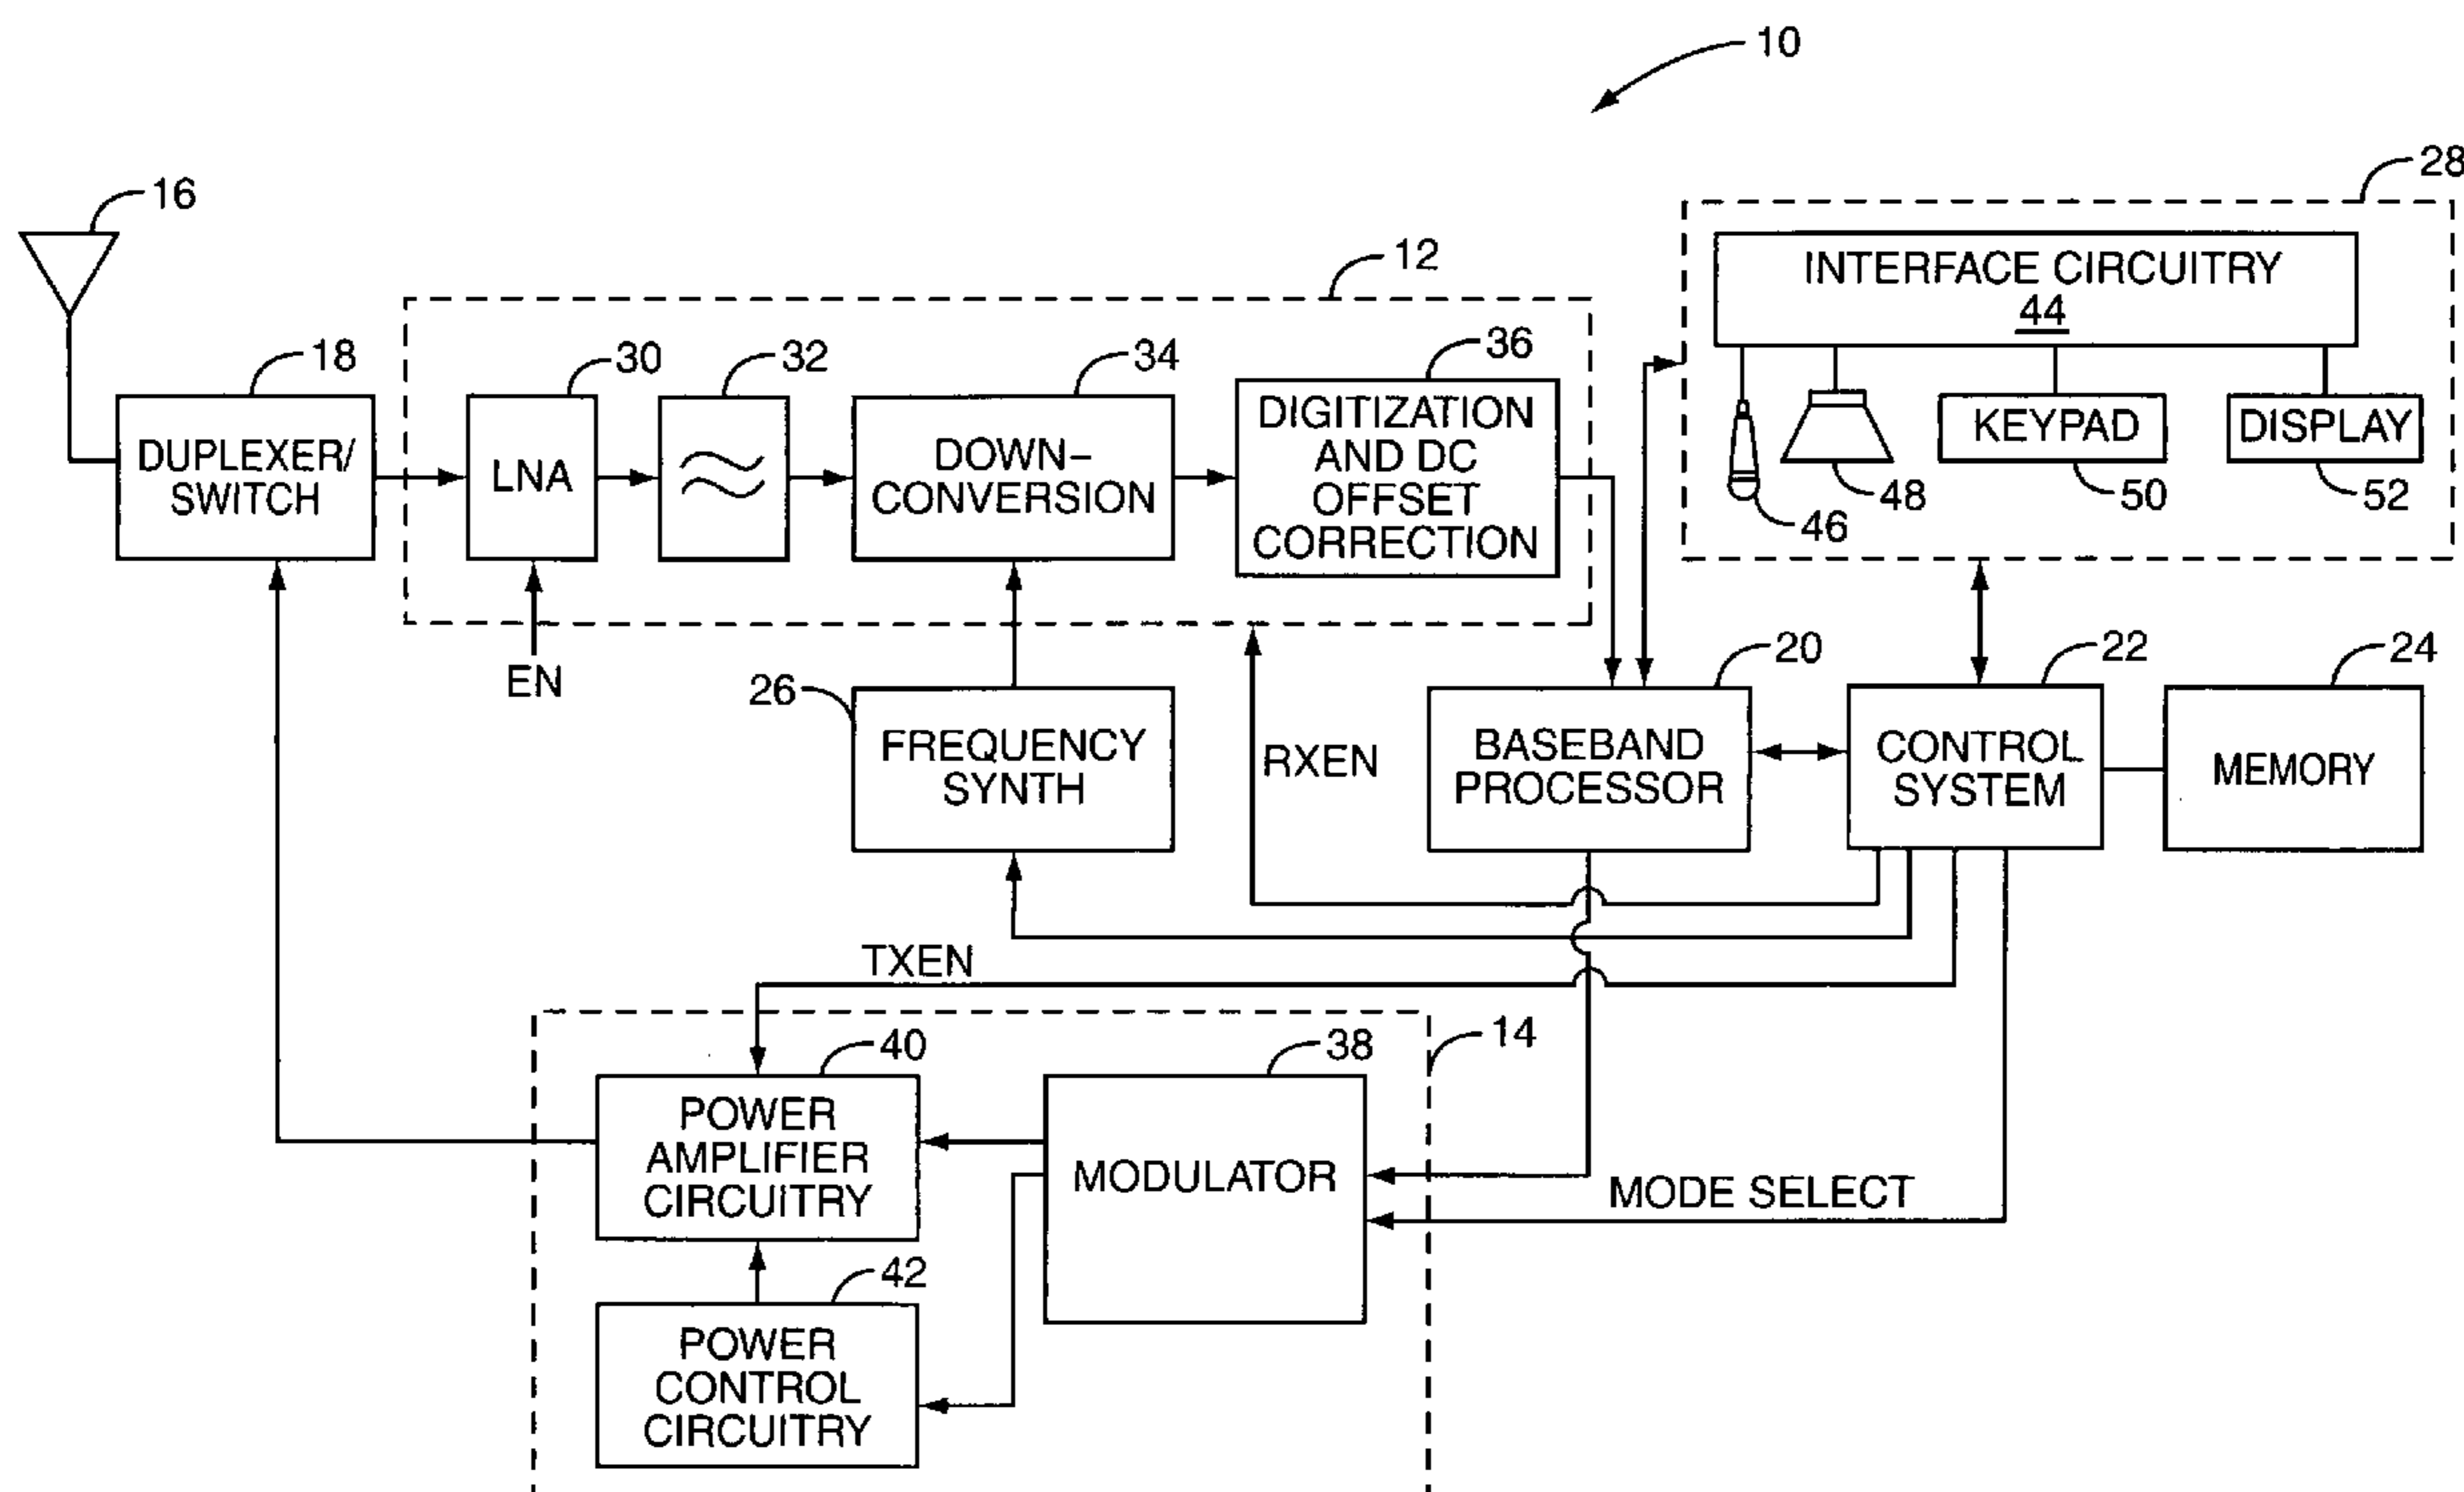 10
28
16
INTERFACE CIRCUITRY
44
12
18
30
32
34
36
DUPLEXER/
SWITCH
LNA
DOWN-
CONVERSION
DIGITIZATION
AND DC
OFFSET
CORRECTION
KEYPAD
DISPLAY
46
48
50
52
EN
26
FREQUENCY
SYNTH
RXEN
20
BASEBAND
PROCESSOR
22
CONTROL
SYSTEM
24
MEMORY
TXEN
14
40
POWER
AMPLIFIER
CIRCUITRY
38
MODULATOR
MODE SELECT
42
POWER
CONTROL
CIRCUITRY